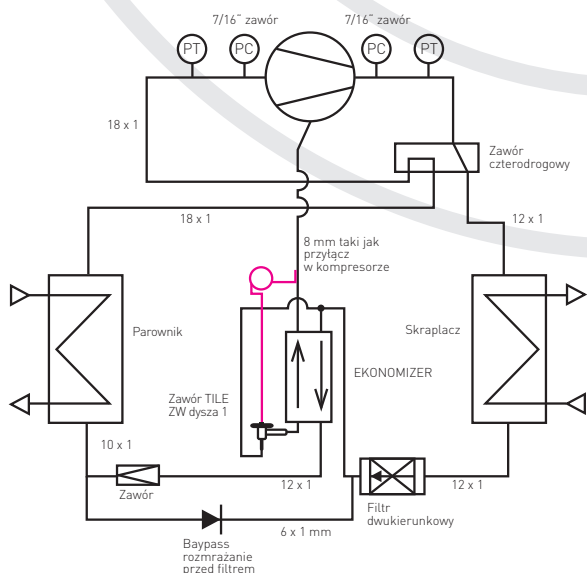 7/16" zawór
7/16" zawór
PT
PC
PC
PT
18 x 1
Zawór
czterodrogowy
18 x 1
12 x 1
8 mm taki jak
przyłącz
w kompresorze
Parownik
Skraplacz
EKONOMIZER
Zawór TILE
ZW dysza 1
10 x 1
Zawór
12 x 1
12 x 1
Filtr
dwukierunkowy
6 x 1 mm
Baypass
rozmrażanie
przed filtrem